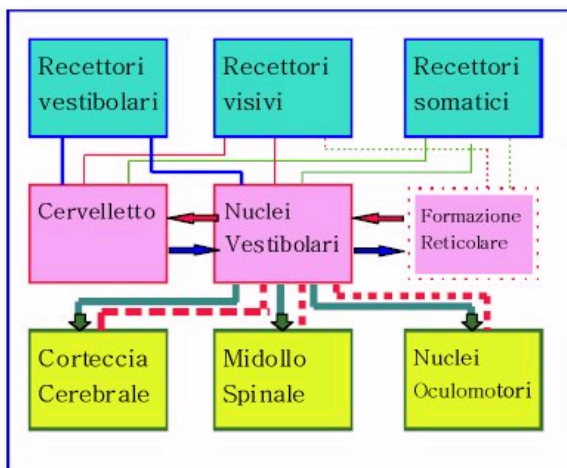 Recettori
vestibolari
Recettori
visivi
Recettori
somatici
Cervelletto
Nuclei
Vestibolari
Formazione
Reticolare
Corteccia
Cerebrale
Midollo
Spinale
Nuclei
Oculomotori